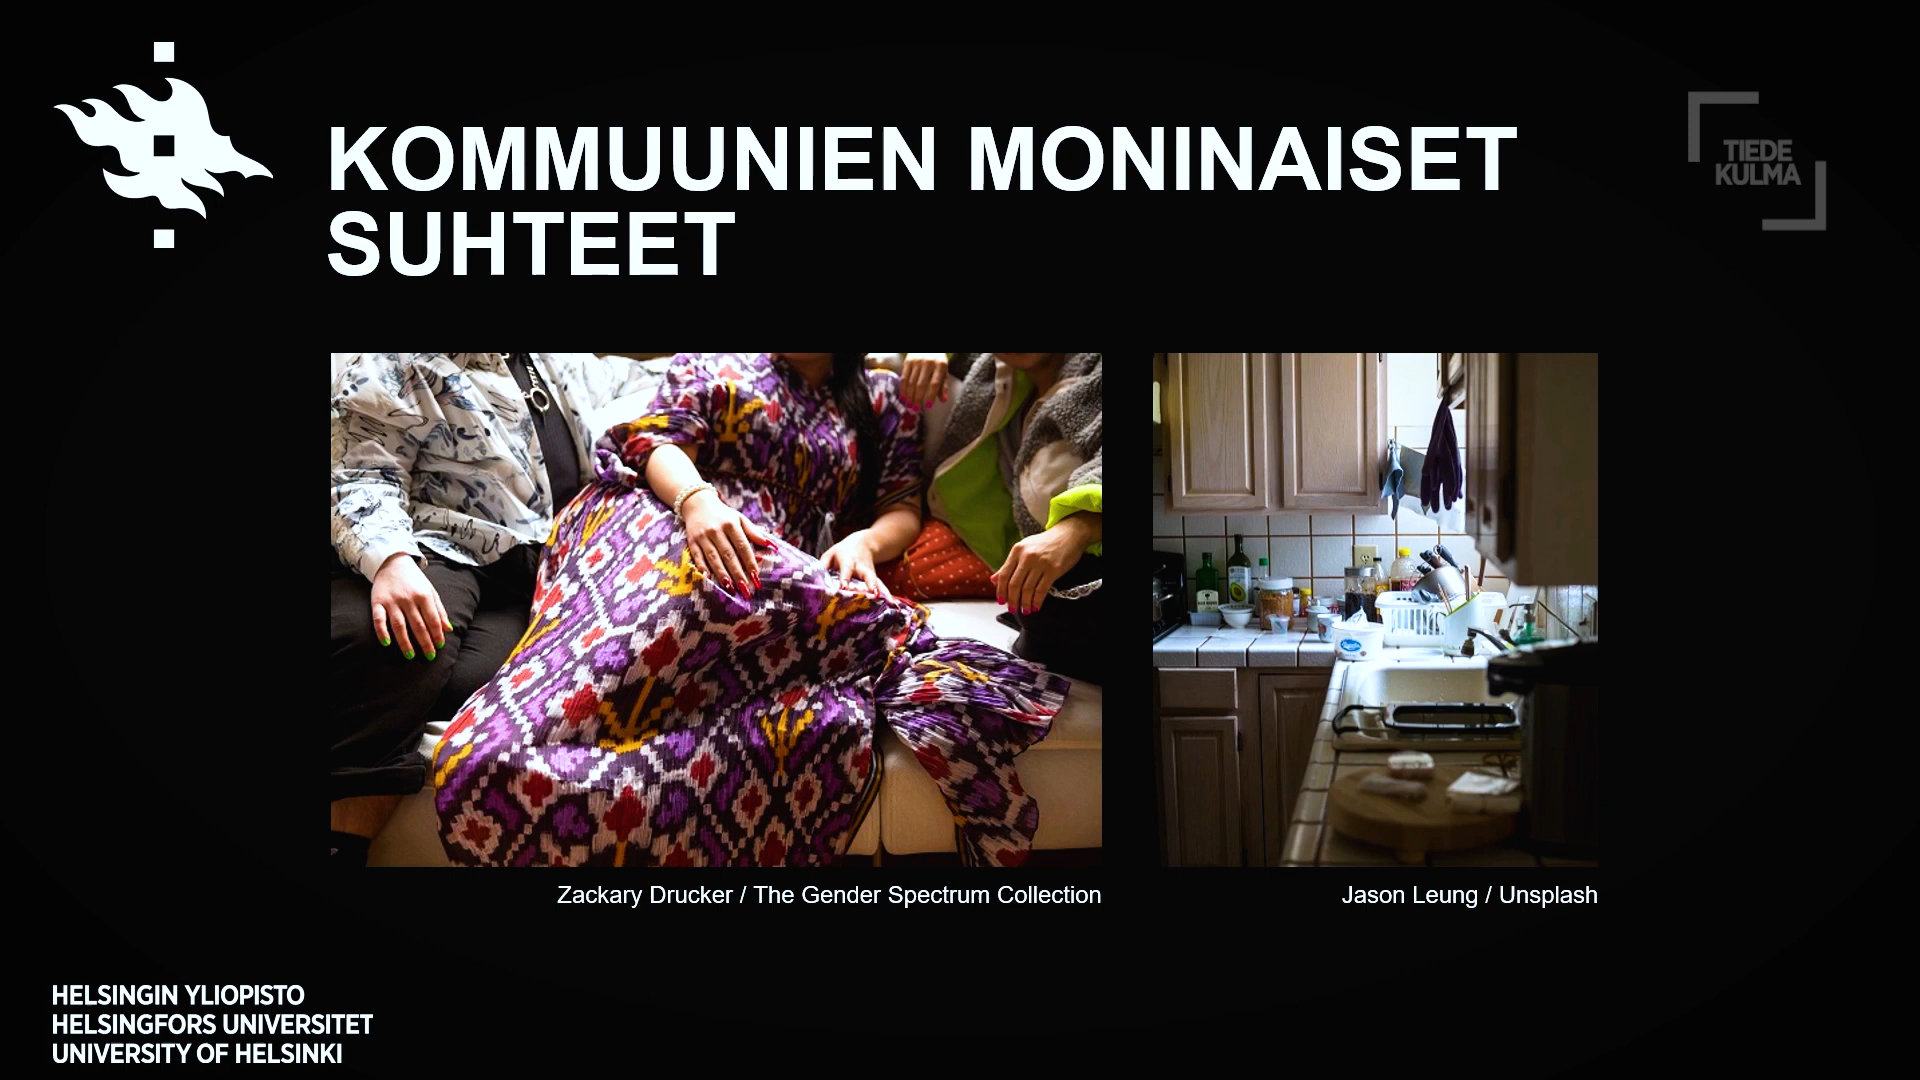 KOMMUUNIEN MONINAISET
SUHTEET
TIEDE
KULMA
Zackary Drucker / The Gender Spectrum Collection
Jason Leung / Unsplash
HELSINGIN YLIOPISTO
HELSINGFORS UNIVERSITET
UNIVERSITY OF HELSINKI